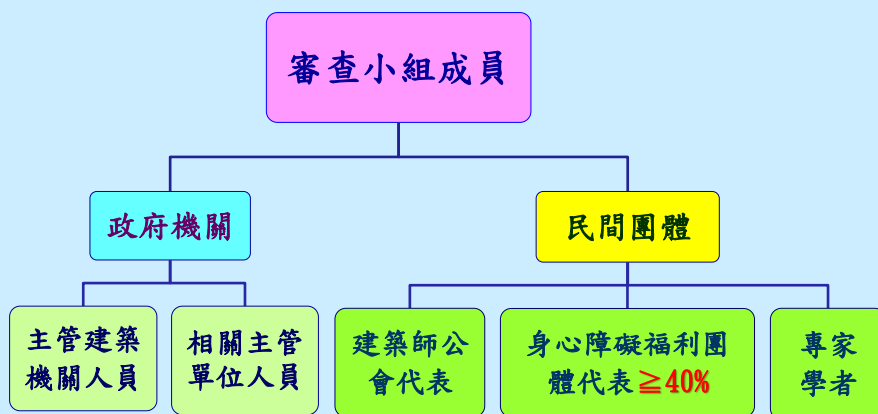 審查小組成員
政府機關
民間團體
主管建築
機關人員
相關主管
單位人員
建築師公
會代表
身心障礙福利團
體代表≧40%
專家
學者